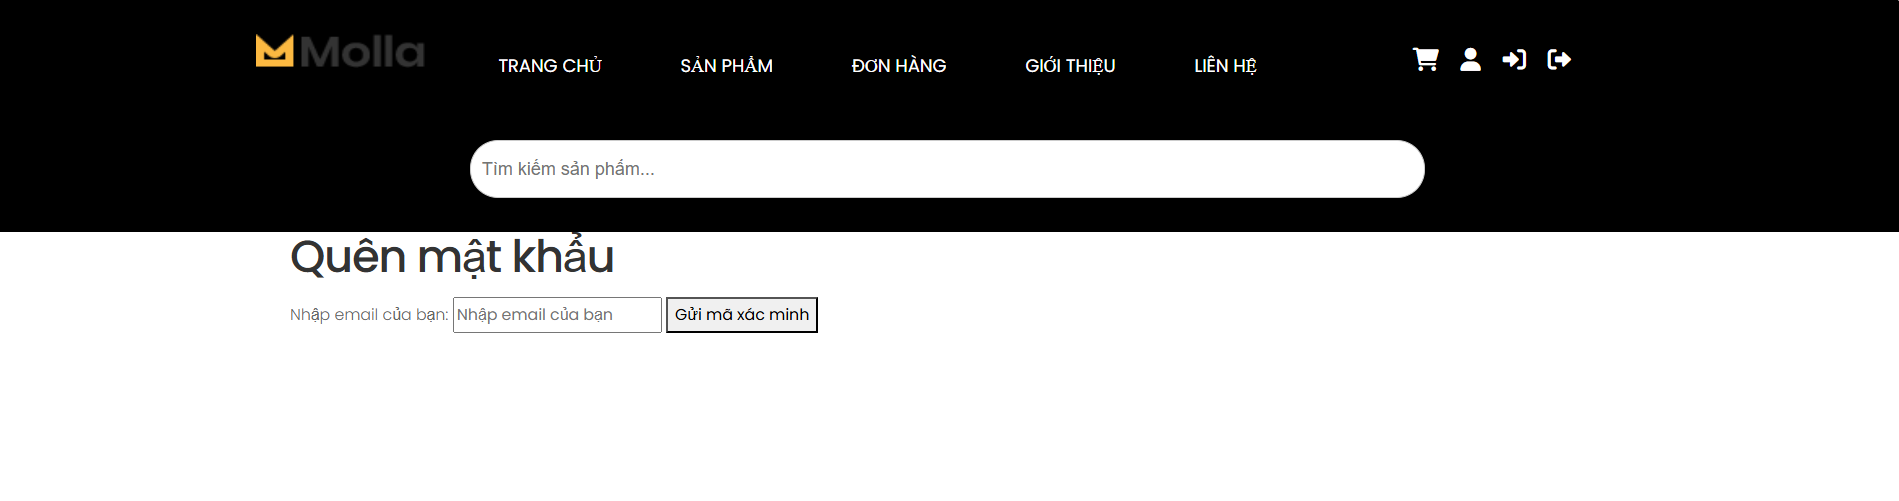 Molla
TRANG CHỦ SẢN PHẨM ĐƠN HÀNG GIỚI THIỆU LIÊN HỆ
Tìm kiếm sản phẩm...
Quên mật khẩu
Nhập email của bạn: Nhập email của bạn Gửi mã xác minh